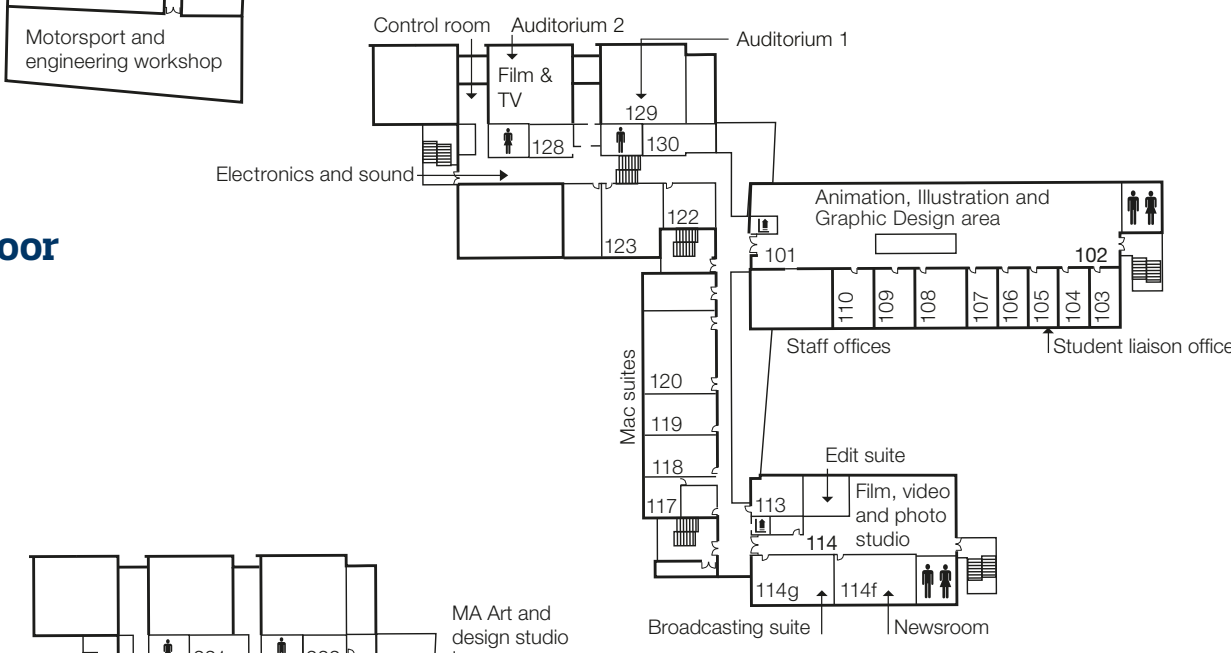 Motorsport and
engineering workshop
Control room
Auditorium 2
Auditorium 1
Film &
TV
129
128
130
Electronics and sound
122
123
oor
Animation, Illustration and
Graphic Design area
101
102
110
109
108
107
106
105
104
103
Staff offices
Student liaison office
Mac suites
120
119
118
117
Edit suite
113
Film, video
and photo
studio
114
114g
114f
Broadcasting suite
Newsroom
MA Art and
design studio